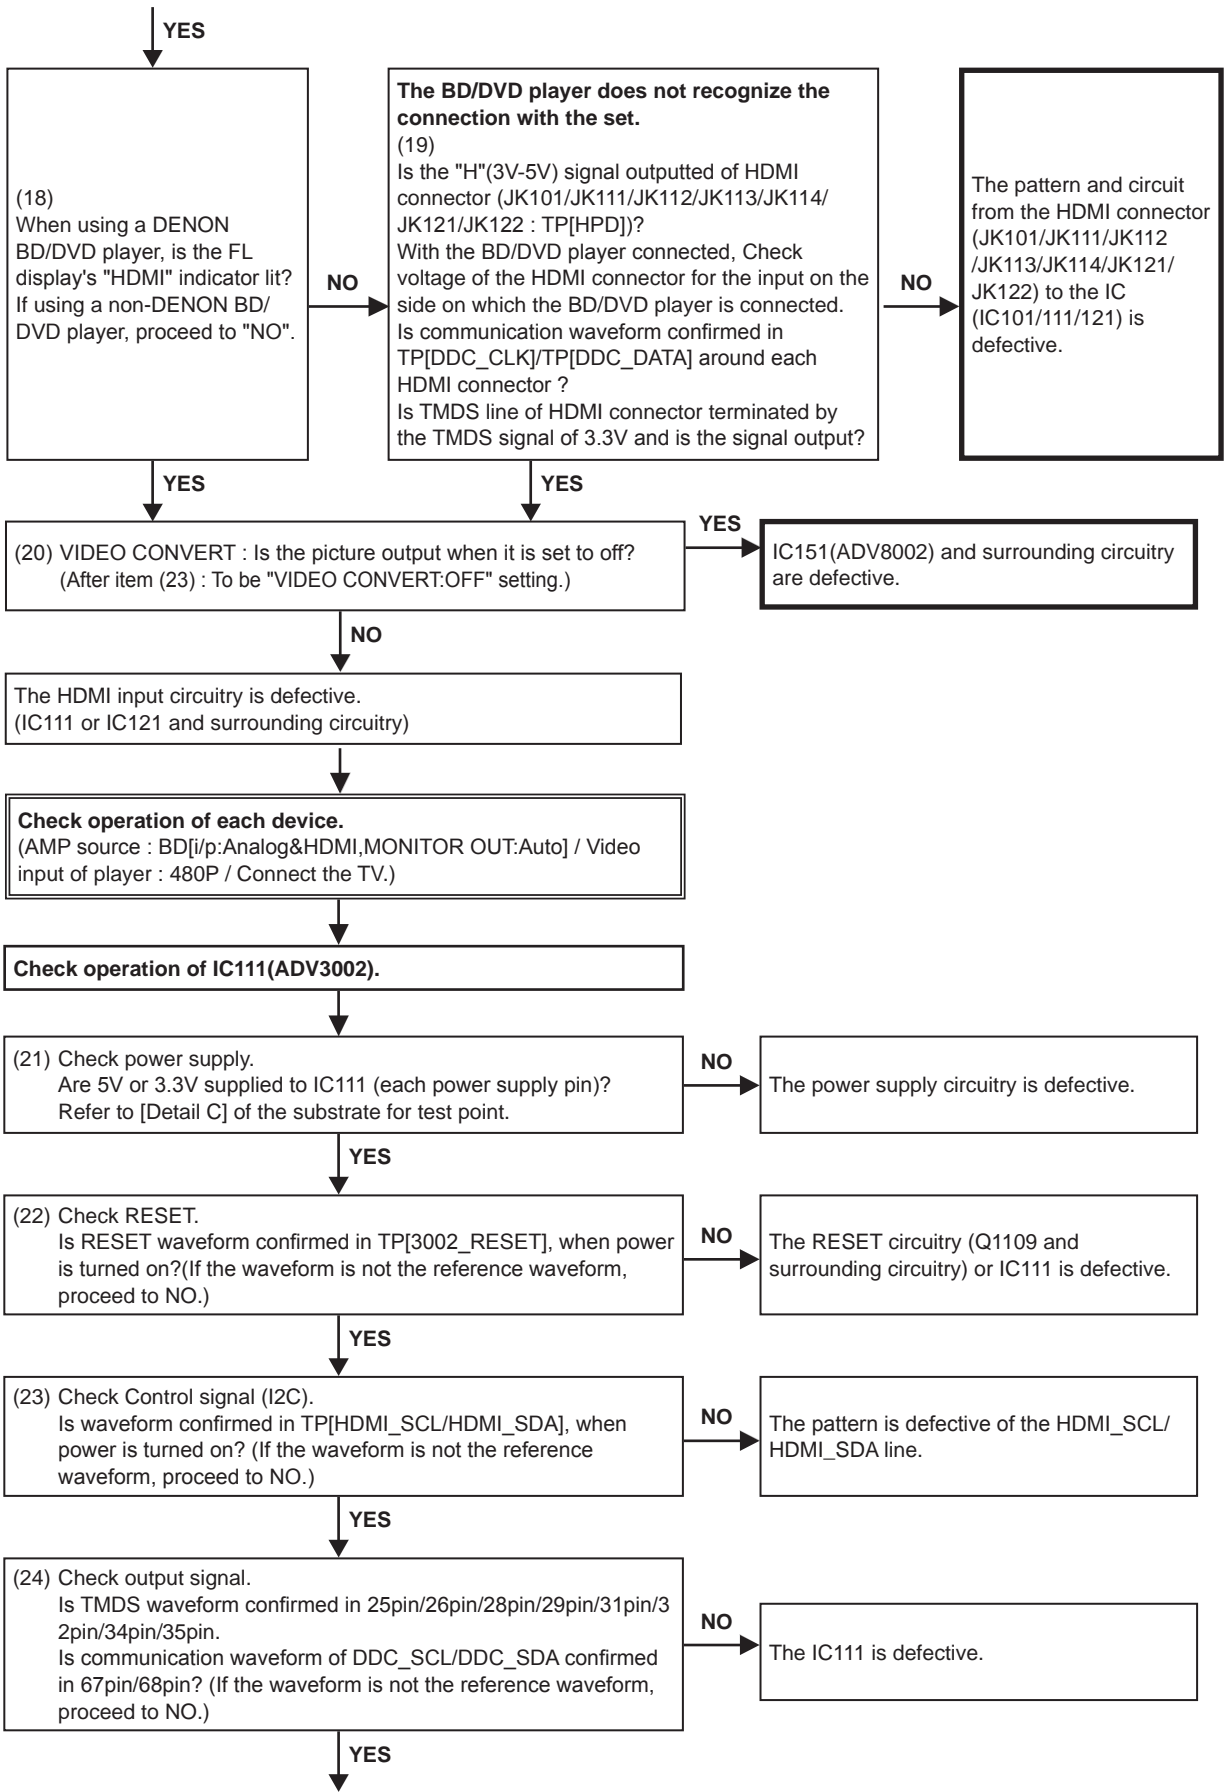 YES
(18)
When using a DENON
BD/DVD player, is the FL
display's "HDMI" indicator lit?
If using a non-DENON BD/
DVD player, proceed to "NO".
NO
The BD/DVD player does not recognize the
connection with the set.
(19)
Is the "H"(3V-5V) signal outputted of HDMI
connector (JK101/JK111/JK112/JK113/JK114/
JK121/JK122 : TP[HPD])?
With the BD/DVD player connected, Check
voltage of the HDMI connector for the input on the
side on which the BD/DVD player is connected.
Is communication waveform confirmed in
TP[DDC_CLK]/TP[DDC_DATA] around each
HDMI connector ?
Is TMDS line of HDMI connector terminated by
the TMDS signal of 3.3V and is the signal output?
NO
The pattern and circuit
from the HDMI connector
(JK101/JK111/JK112
/JK113/JK114/JK121/
JK122) to the IC
(IC101/111/121) is
defective.
YES
YES
(20) VIDEO CONVERT : Is the picture output when it is set to off?
(After item (23) : To be "VIDEO CONVERT:OFF" setting.)
YES
IC151(ADV8002) and surrounding circuitry
are defective.
NO
The HDMI input circuitry is defective.
(IC111 or IC121 and surrounding circuitry)
Check operation of each device.
(AMP source : BD[i/p:Analog&HDMI,MONITOR OUT:Auto] / Video
input of player : 480P / Connect the TV.)
Check operation of IC111(ADV3002).
(21) Check power supply.
Are 5V or 3.3V supplied to IC111 (each power supply pin)?
Refer to [Detail C] of the substrate for test point.
NO
The power supply circuitry is defective.
YES
(22) Check RESET.
Is RESET waveform confirmed in TP[3002_RESET], when power
is turned on?(If the waveform is not the reference waveform,
proceed to NO.)
NO
The RESET circuitry (Q1109 and
surrounding circuitry) or IC111 is defective.
YES
(23) Check Control signal (I2C).
Is waveform confirmed in TP[HDMI_SCL/HDMI_SDA], when
power is turned on? (If the waveform is not the reference
waveform, proceed to NO.)
NO
The pattern is defective of the HDMI_SCL/
HDMI_SDA line.
YES
(24) Check output signal.
Is TMDS waveform confirmed in 25pin/26pin/28pin/29pin/31pin/3
2pin/34pin/35pin.
Is communication waveform of DDC_SCL/DDC_SDA confirmed
in 67pin/68pin? (If the waveform is not the reference waveform,
proceed to NO.)
NO
The IC111 is defective.
YES